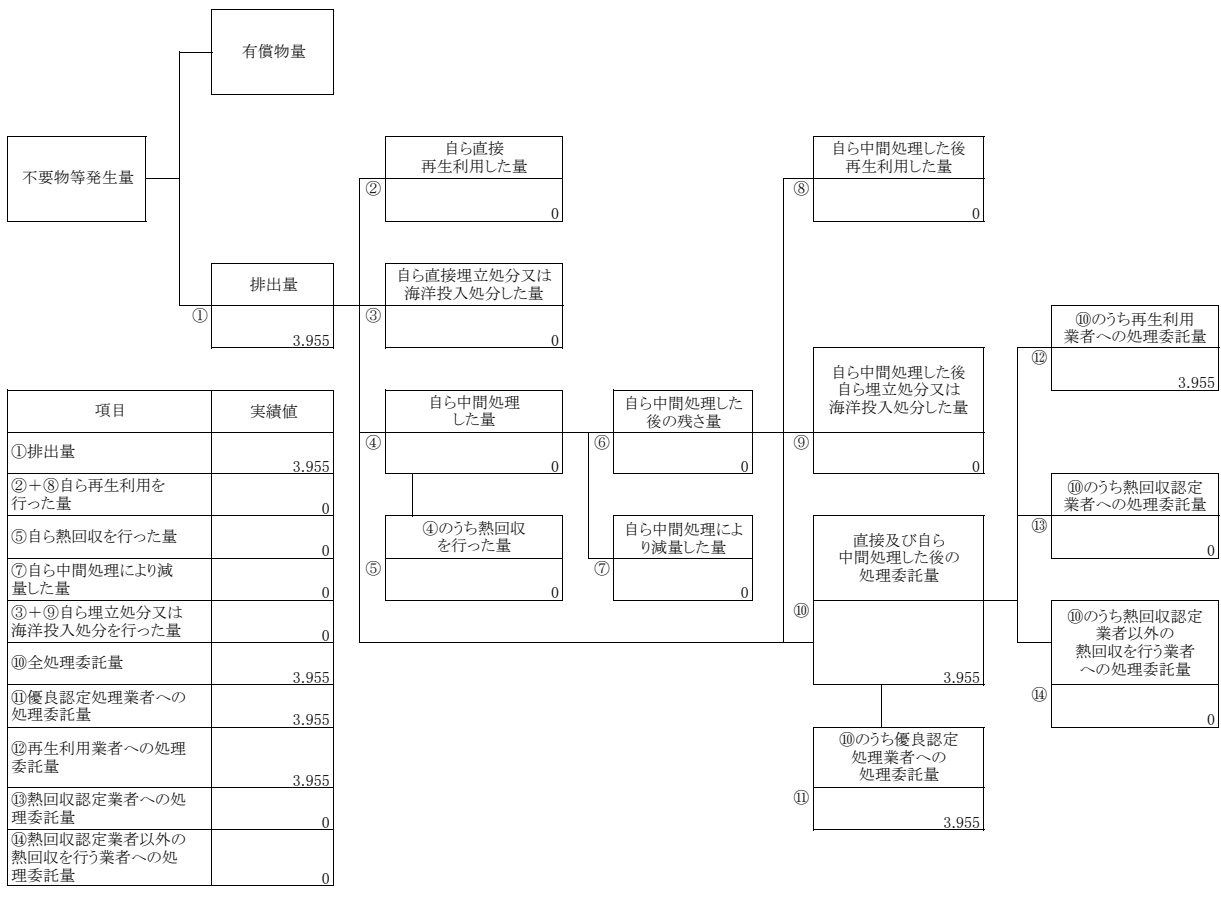 有償物量
不要物等発生量
自ら直接
再生利用した量
②
0
自ら中間処理した後
再生利用した量
⑧
0
排出量
①
3.955
自ら直接埋立処分又は
海洋投入処分した量
③
0
⑩のうち再生利用
業者への処理委託量
⑫
3.955
自ら中間処理
した量
④
0
自ら中間処理した
後の残さ量
⑥
0
自ら中間処理した後
自ら埋立処分又は
海洋投入処分した量
⑨
0
⑩のうち熱回収認定
業者への処理委託量
⑬
0
④のうち熱回収
を行った量
⑤
0
自ら中間処理によ
り減量した量
⑦
0
直接及び自ら
中間処理した後の
処理委託量
⑩
3.955
⑩のうち熱回収認定
業者以外の
熱回収を行う業者
への処理委託量
⑭
0
⑩のうち優良認定
処理業者への
処理委託量
⑪
3.955
項目 実績値
①排出量
3.955
②＋⑧自ら再生利用を
行った量
0
⑤自ら熱回収を行った量
0
⑦自ら中間処理により減
量した量
0
③＋⑨自ら埋立処分又は
海洋投入処分を行った量
0
⑩全処理委託量
3.955
⑪優良認定処理業者への
処理委託量
3.955
⑫再生利用業者への処理
委託量
3.955
⑬熱回収認定業者への処
理委託量
0
⑭熱回収認定業者以外の
熱回収を行う業者への処
理委託量
0